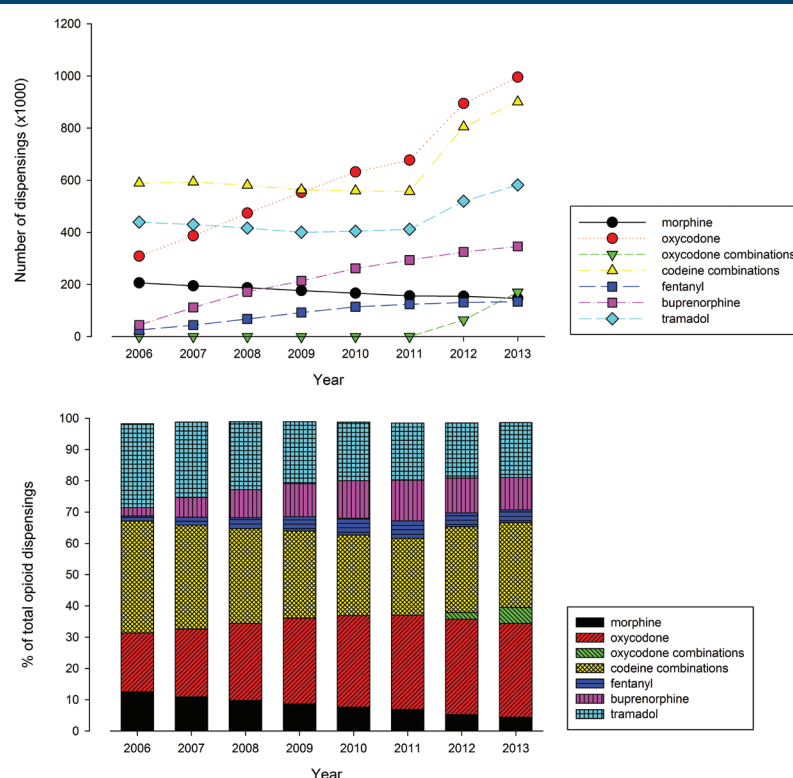 Number of dispensings (x1000)
1200
1000
800
600
400
200
0
2006 2007 2008 2009 2010 2011 2012 2013
Year
morphine
oxycodone
oxycodone combinations
codeine combinations
fentanyl
buprenorphine
tramadol
% of total opioid dispensings
100
90
80
70
60
50
40
30
20
10
0
2006 2007 2008 2009 2010 2011 2012 2013
Year
morphine
oxycodone
oxycodone combinations
codeine combinations
fentanyl
buprenorphine
tramadol